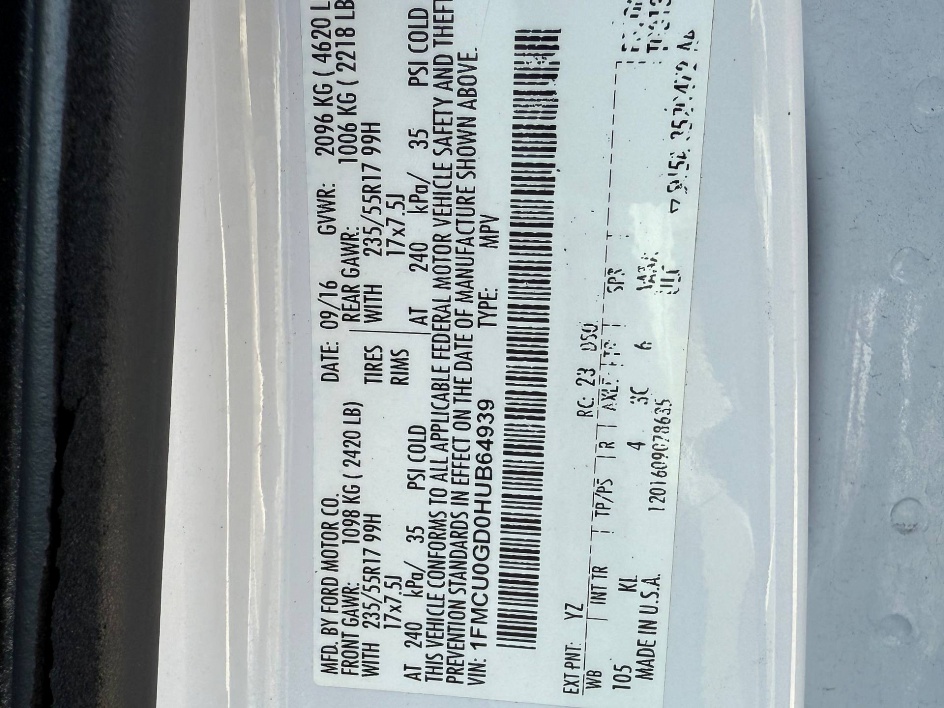 MFD. BY FORD MOTOR CO. DATE: 09/16 GVWR: 2096 KG ( 4620 L
FRONT GAWR: 1098 KG ( 2420 LB) REAR GAWR: 1006 KG ( 2218 LB
WITH 235/55R17 99H TIRES WITH 235/55R17 99H
17x7.5J RIMS 17x7.5J
AT 240 kPa/ 35 PSI COLD AT 240 kPa/ 35 PSI COLD
THIS VEHICLE CONFORMS TO ALL APPLICABLE FEDERAL MOTOR VEHICLE SAFETY AND THEFT
PREVENTION STANDARDS IN EFFECT ON THE DATE OF MANUFACTURE SHOWN ABOVE.
VIN: 1FMCU0GD0HUB64939 TYPE: MPV
EXT PNT: YZ RC: 23 DSO
WB INT TR TP/PS R AXLE TR SPR
105 KL 4 3C 6
MADE IN U.S.A. 1201609078635